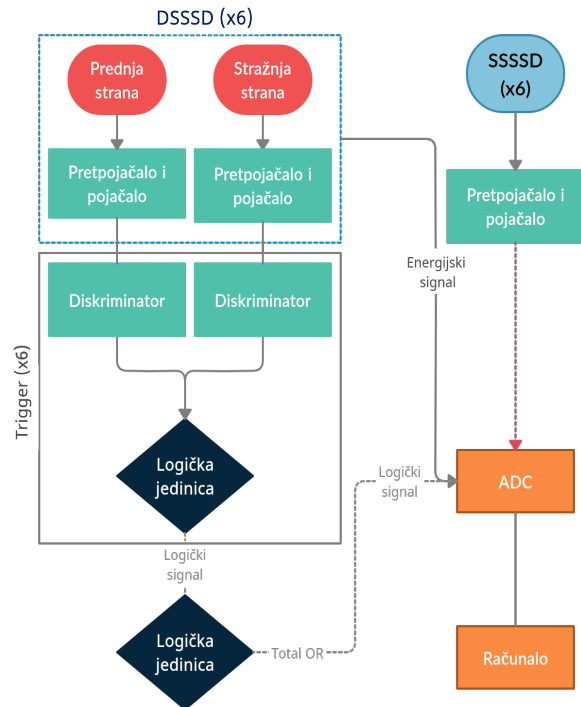 DSSSD (x6)
Prednja
strana
Stražnja
strana
SSSSD
(x6)
Pretpojačalo i
pojačalo
Pretpojačalo i
pojačalo
Pretpojačalo i
pojačalo
Energijski
signal
Trigger (x6)
Diskriminator
Diskriminator
Logička
jedinica
Logički
signal
ADC
Logički
signal
Logička
jedinica
Total OR
Računalo